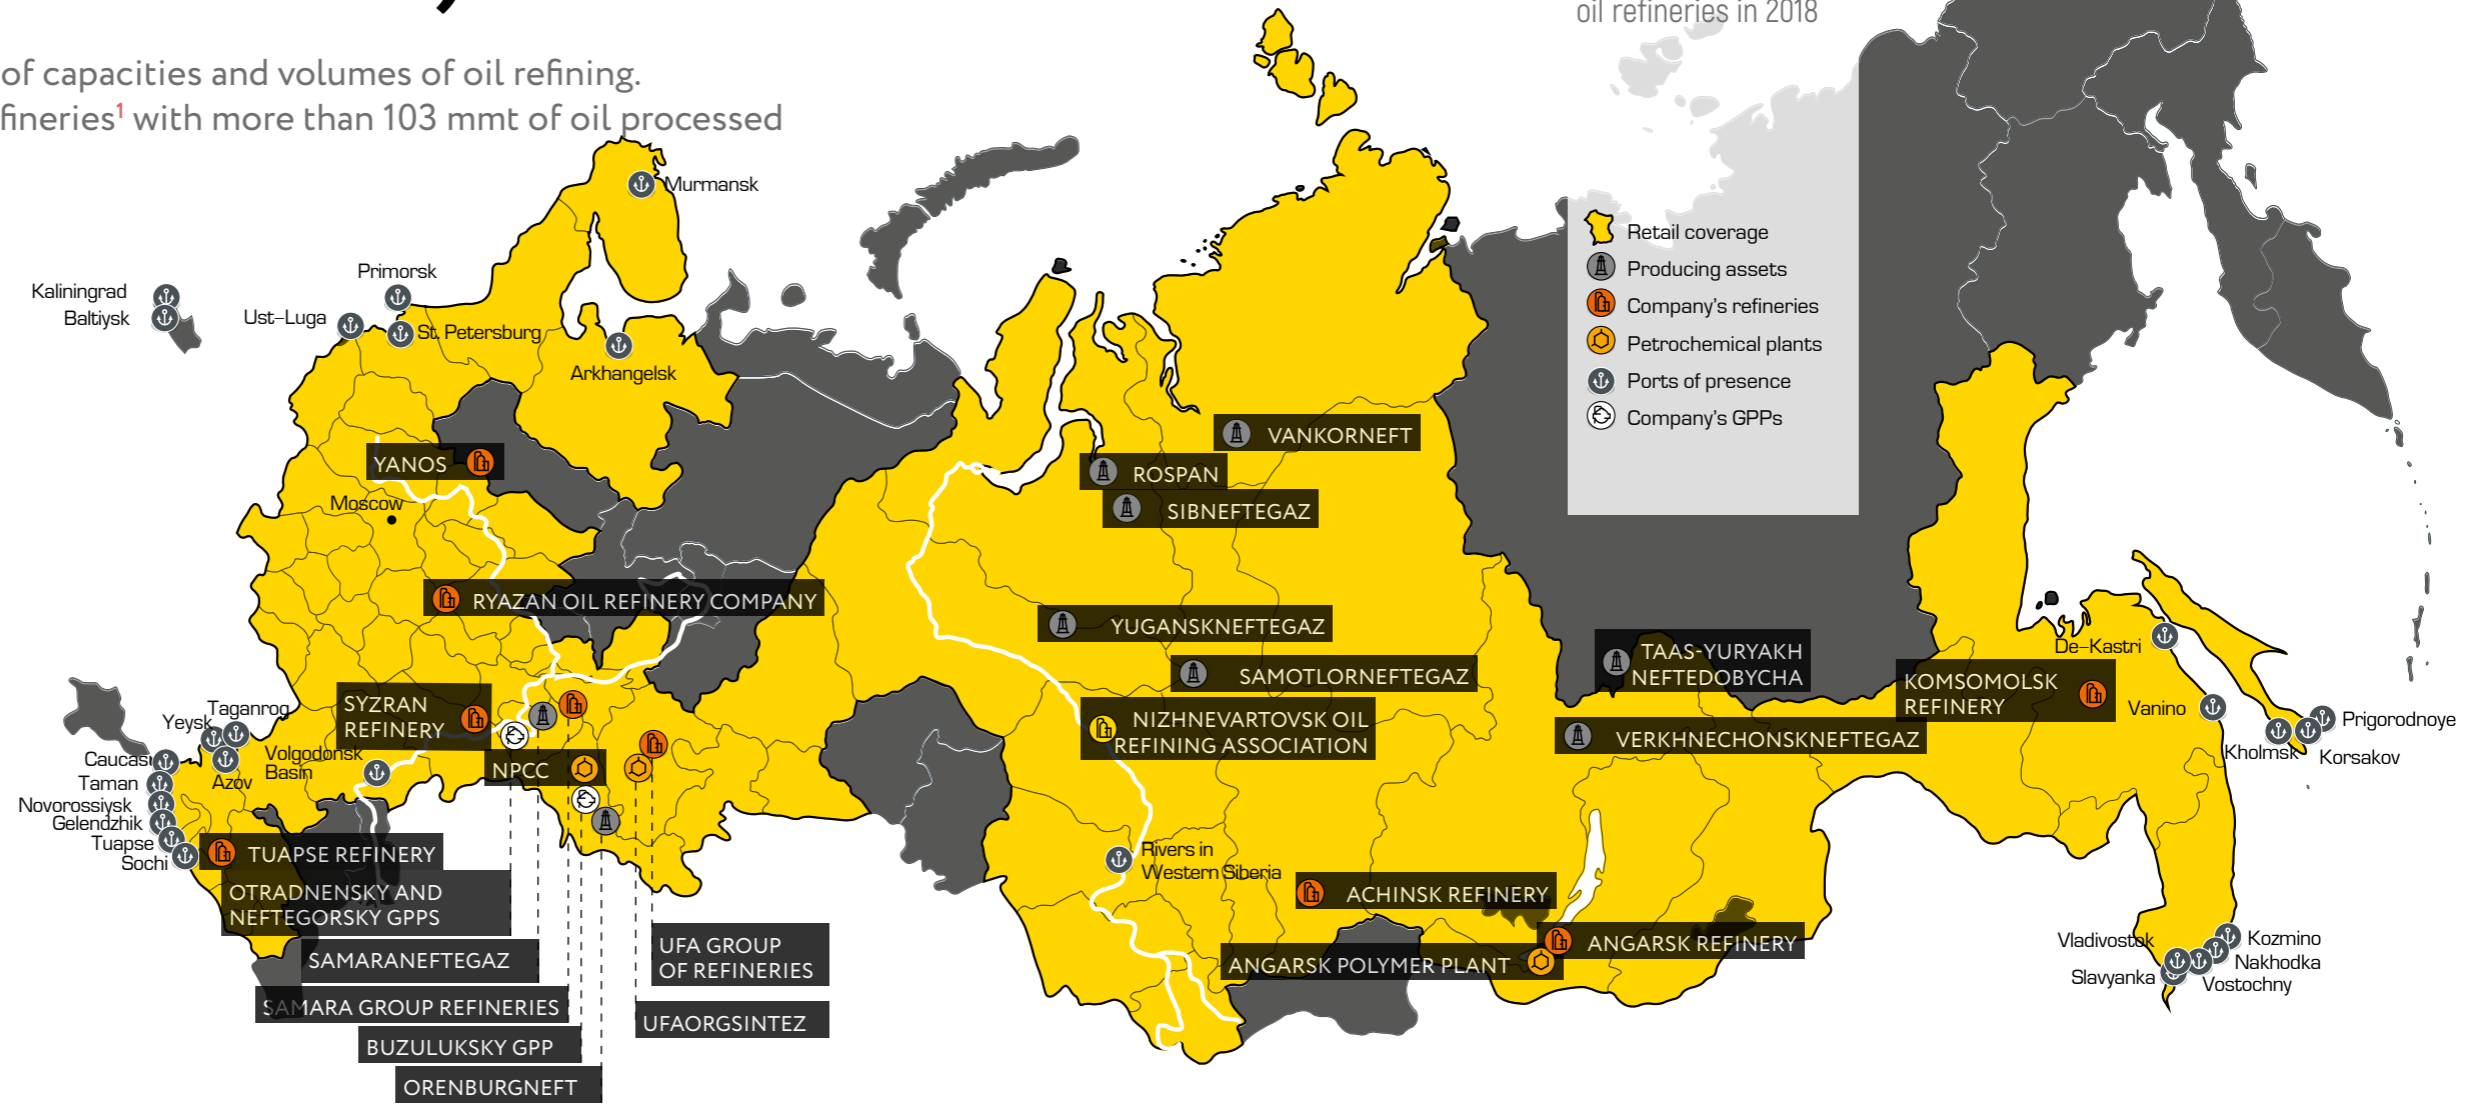 oil refineries in 2018
of capacities and volumes of oil refining.
fineries¹ with more than 103 mmt of oil processed
Murmansk
Primorsk
Kaliningrad
Baltiysk
Ust-Luga
St. Petersburg
Arkhangelsk
Retail coverage
Producing assets
Company's refineries
Petrochemical plants
Ports of presence
Company's GPPs
VANKORNEFT
ROSPAN
SIBNEFTEGAZ
YANOS
Moscow
RYAZAN OIL REFINERY COMPANY
YUGANSKNEFTEGAZ
SAMOTLORNEFTEGAZ
TAAS-YURYAKH
NEFTEDOBYCHA
De-Kastri
KOMSOMOLSK
REFINERY
Vanino
Prigorodnoye
Kholmsk
Korsakov
SYZRAN
REFINERY
Taganrog
Yeysk
Volgodonsk
Basin
Caucas
Azov
Taman
Novorossiysk
Gelendzhik
Tuapse
Sochi
NPCC
NIZHNEVARTOVSK OIL
REFINING ASSOCIATION
VERKHNECHONSKNEFTEGAZ
TUAPSE REFINERY
OTRADNENSKY AND
NEFTEGORSKY GPPS
SAMARANEFTEGAZ
SAMARA GROUP REFINERIES
BUZULUKSKY GPP
ORENBURGNEFT
UFA GROUP
OF REFINERIES
UFAORGSINTEZ
Rivers in
Western Siberia
ACHINSK REFINERY
ANGARSK REFINERY
ANGARSK POLYMER PLANT
Vladivostok
Kozmino
Nakhodka
Slavyanka
Vostochny